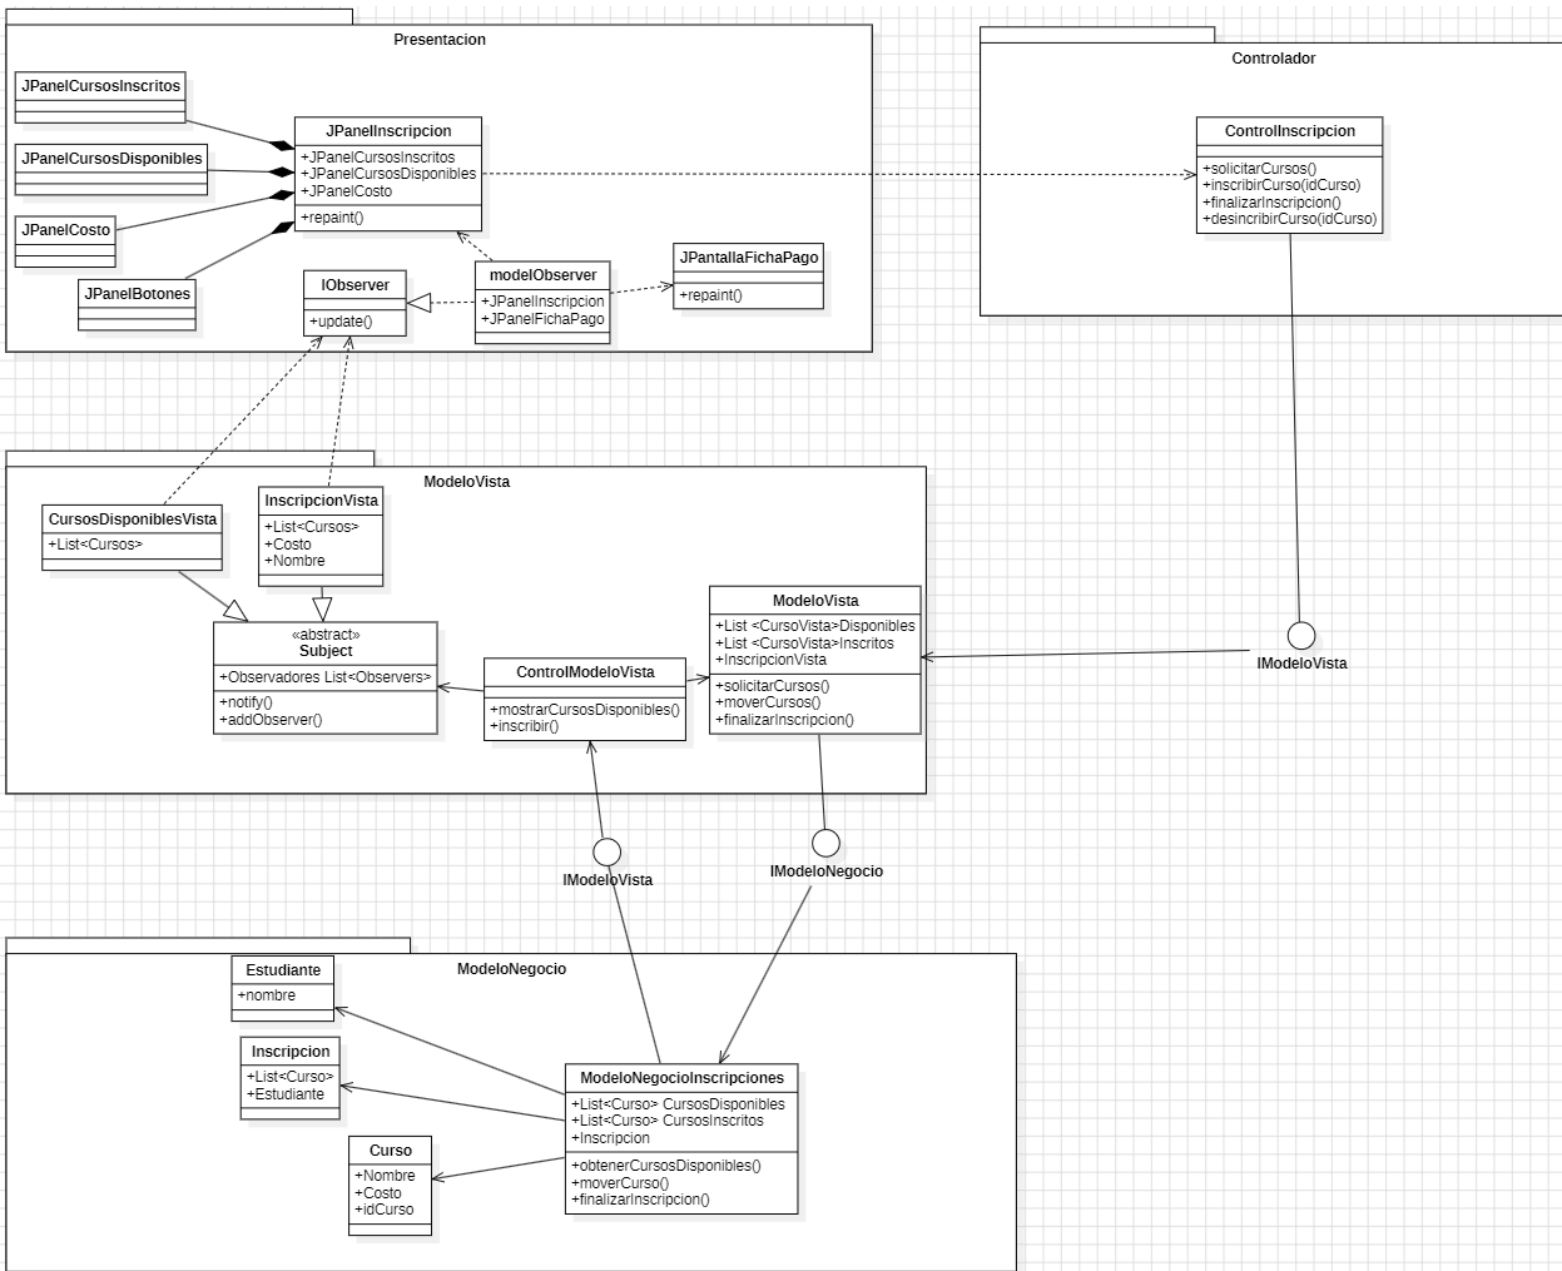 Presentacion
JPanelCursosInscritos
JPanelCursosDisponibles
JPanelCosto
JPanelBotones
JPanelInscripcion
+JPanelCursosInscritos
+JPanelCursosDisponibles
+JPanelCosto
+repaint()
IObserver
+update()
modelObserver
+JPanelInscripcion
+JPanelFichaPago
JPantallaFichaPago
+repaint()
Controlador
ControlInscripcion
+solicitarCursos()
+inscribirCurso(idCurso)
+finalizarInscripcion()
+desincribirCurso(idCurso)
ModeloVista
CursosDisponiblesVista
+List<Cursos>
InscripcionVista
+List<Cursos>
+Costo
+Nombre
«abstract»
Subject
+Observadores List<Observers>
+notify()
+addObserver()
ControlModeloVista
+mostrarCursosDisponibles()
+inscribir()
ModeloVista
+List <CursoVista>Disponibles
+List <CursoVista>Inscritos
+InscripcionVista
+solicitarCursos()
+moverCursos()
+finalizarInscripcion()
IModeloVista
IModeloVista
IModeloNegocio
ModeloNegocio
Estudiante
+nombre
Inscripcion
+List<Curso>
+Estudiante
Curso
+Nombre
+Costo
+idCurso
ModeloNegocioInscripciones
+List<Curso> CursosDisponibles
+List<Curso> CursosInscritos
+Inscripcion
+obtenerCursosDisponibles()
+moverCurso()
+finalizarInscripcion()